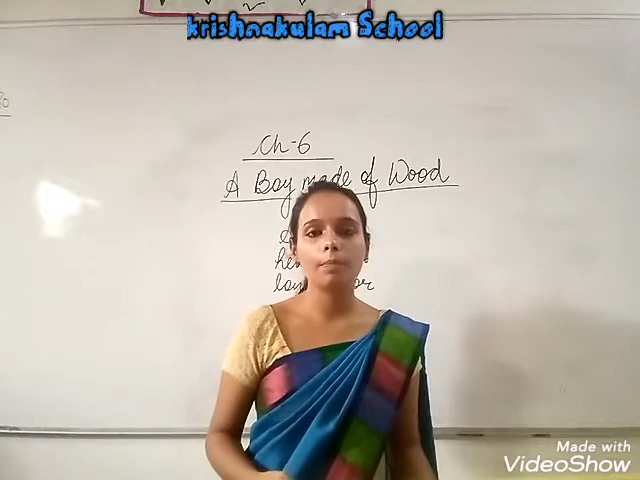 krishnakulam School
Ch-6
A Boy made of Wood
Made with
VideoShow